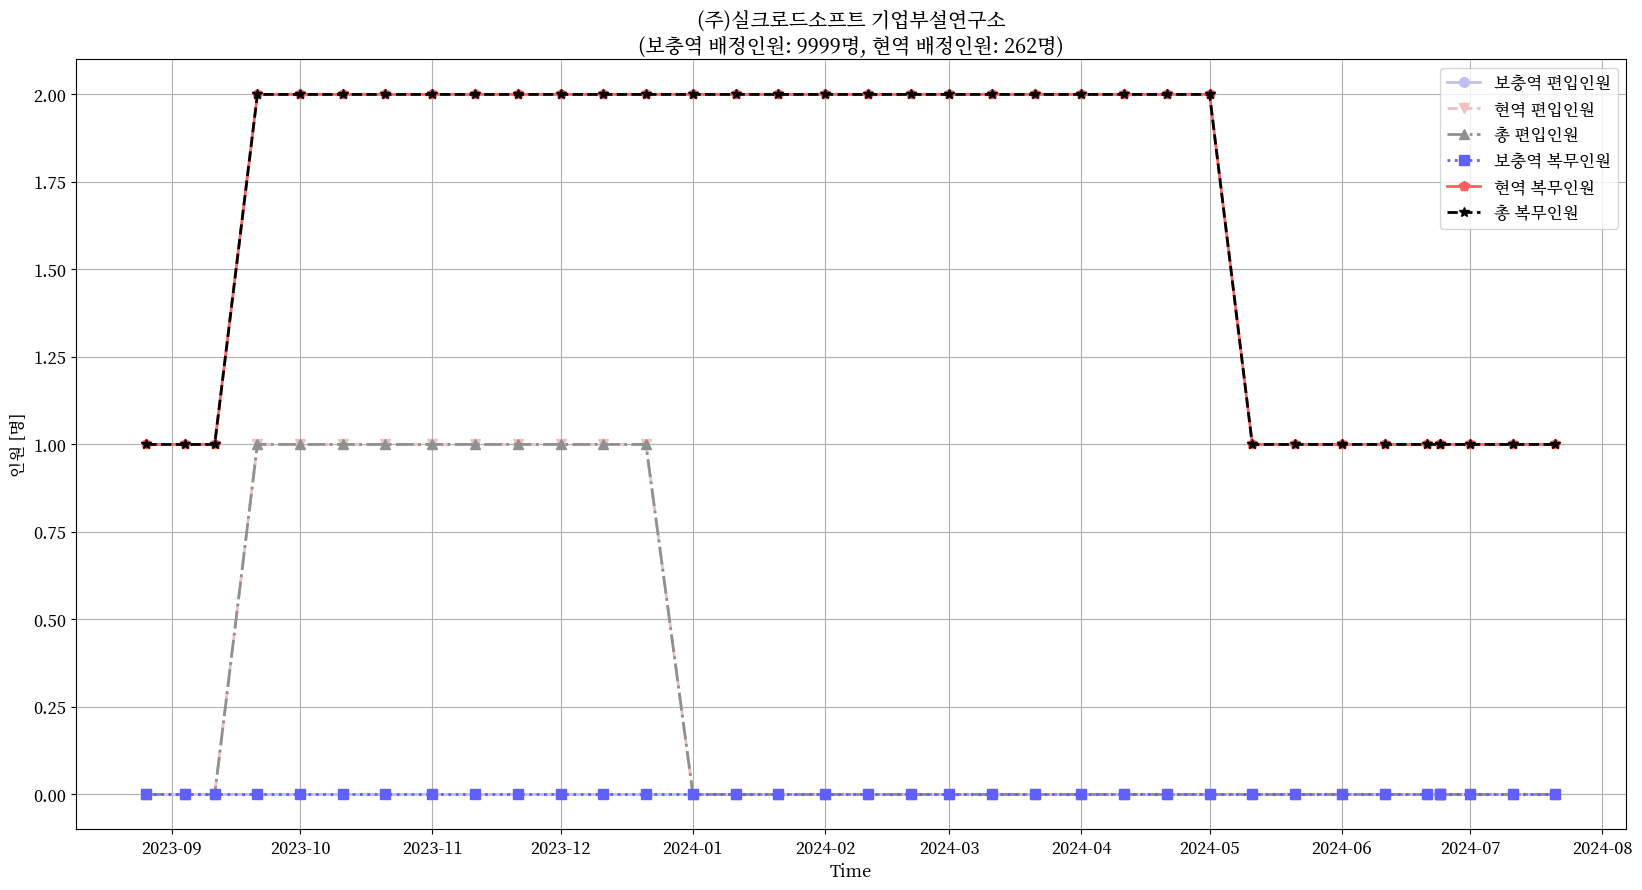 (주)실크로드소프트 기업부설연구소
(보충역 배정인원: 9999명, 현역 배정인원: 262명)
보충역 편입인원
현역 편입인원
총 편입인원
보충역 복무인원
현역 복무인원
총 복무인원
2.00
1.75
1.50
1.25
1.00
0.75
0.50
0.25
0.00
인원 [명]
2023-09 2023-10 2023-11 2023-12 2024-01 2024-02 2024-03 2024-04 2024-05 2024-06 2024-07 2024-08
Time